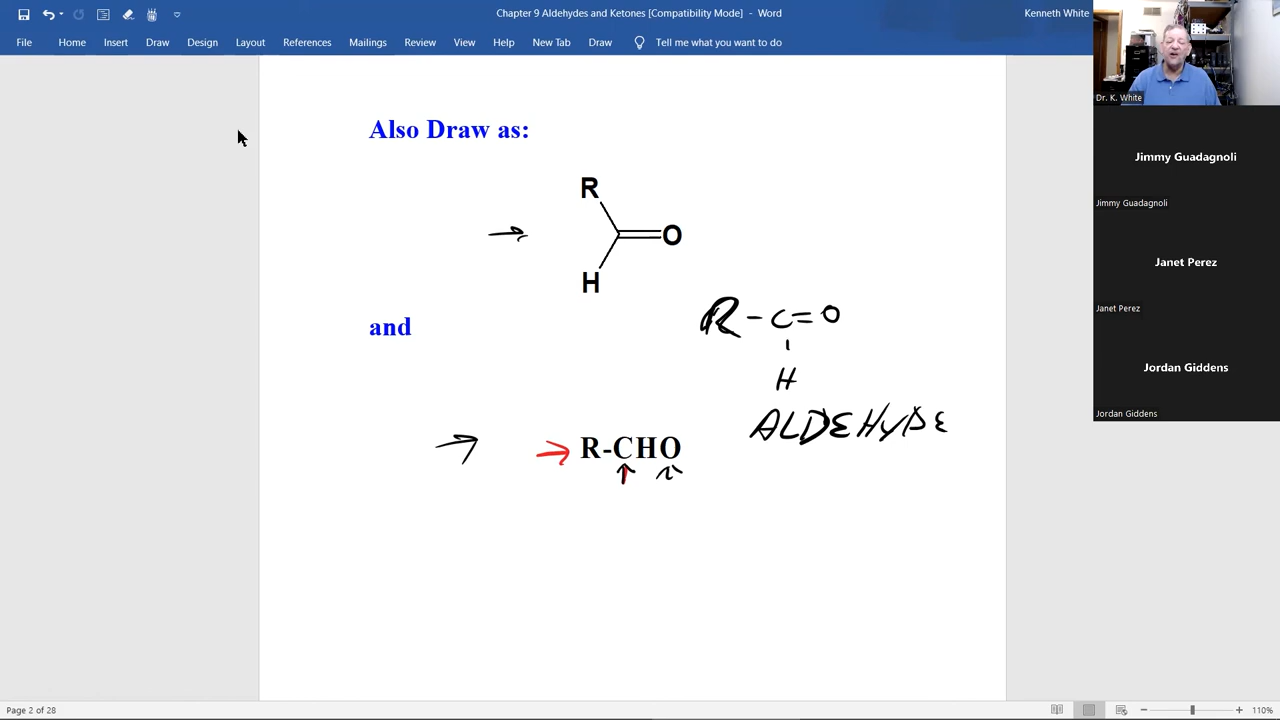 Chapter 9 Aldehydes and Ketones [Compatibility Mode] - Word
Kenneth White
File Home Insert Draw Design Layout References Mailings Review View Help New Tab Draw Tell me what you want to do
Also Draw as:
R
O
H
and
R-C=O
H
ALDEHYDE
R-CHO
Dr. K. White
Jimmy Guadagnoli
Jimmy Guadagnoli
Janet Perez
Janet Perez
Jordan Giddens
Jordan Giddens
Page 2 of 28
110%